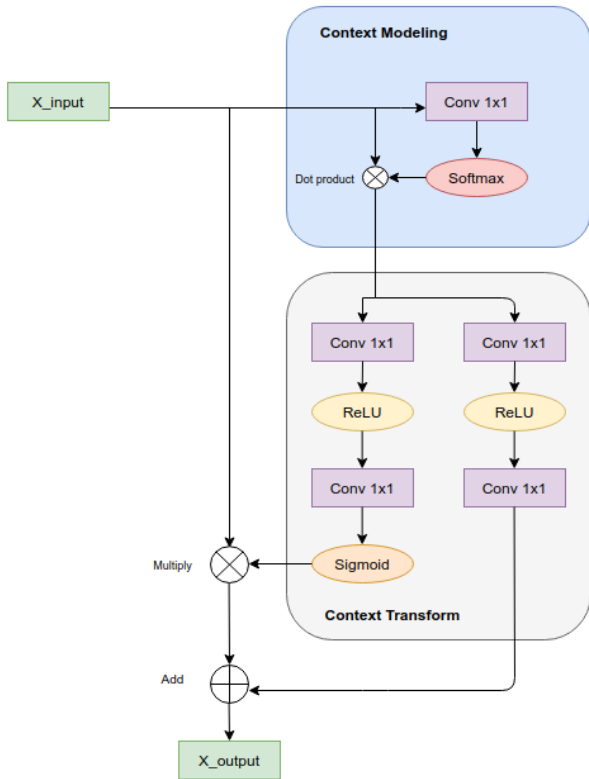 Context Modeling
X_input
Conv 1x1
Dot product
Softmax
Conv 1x1
Conv 1x1
ReLU
ReLU
Conv 1x1
Conv 1x1
Multiply
Sigmoid
Context Transform
Add
X_output